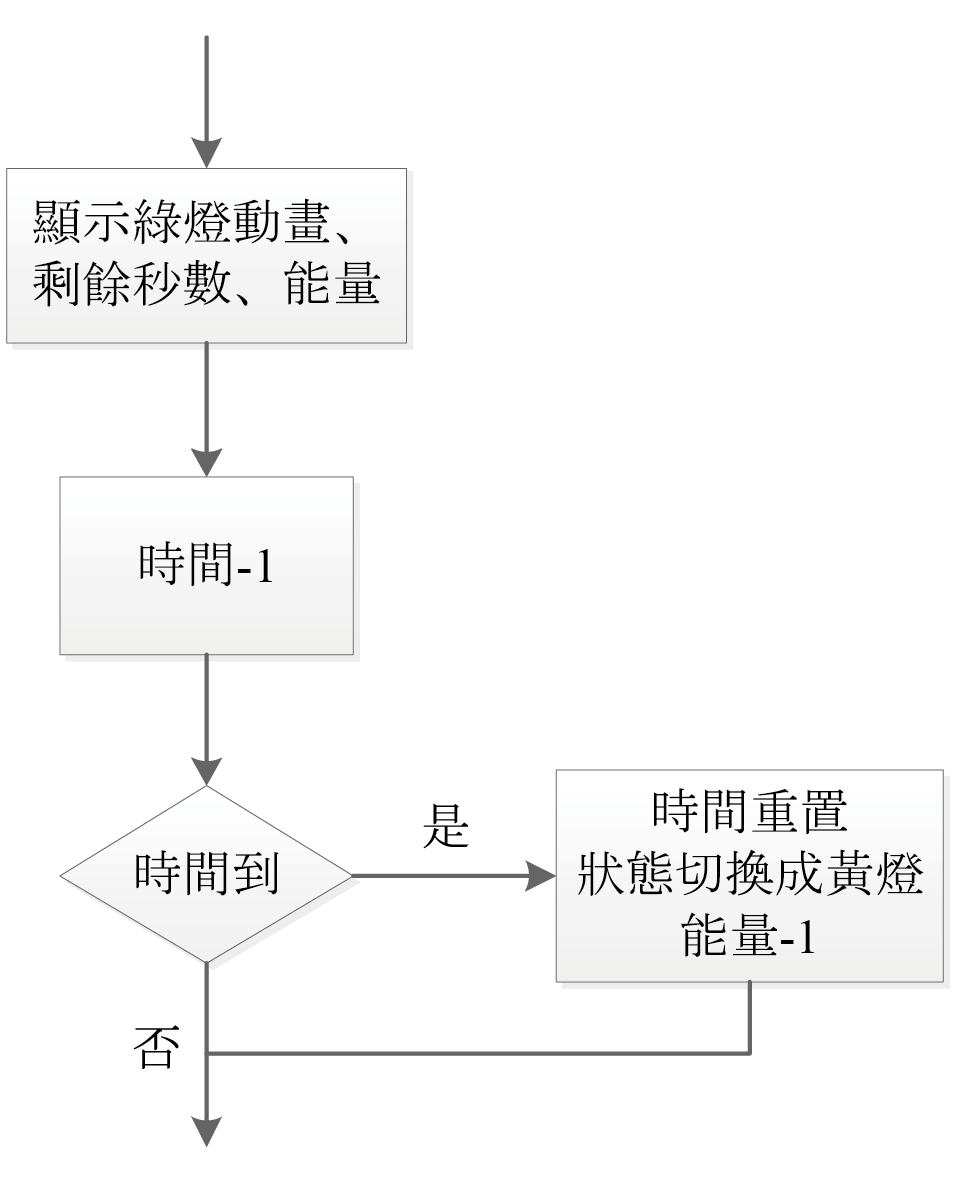 顯示綠燈動畫、
剩餘秒數、能量
時間-1
時間到
是
時間重置
狀態切換成黃燈
能量-1
否